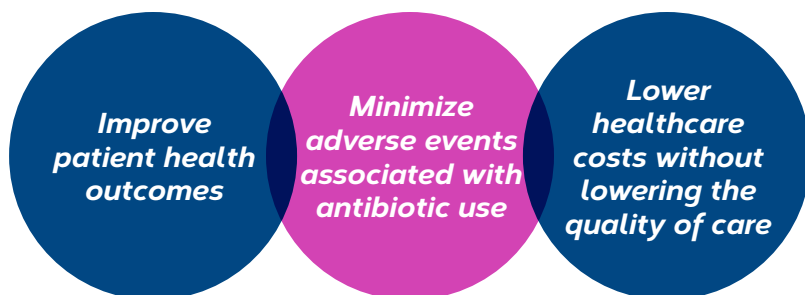 Improve
patient health
outcomes
Minimize
adverse events
associated with
antibiotic use
Lower
healthcare
costs without
lowering the
quality of care